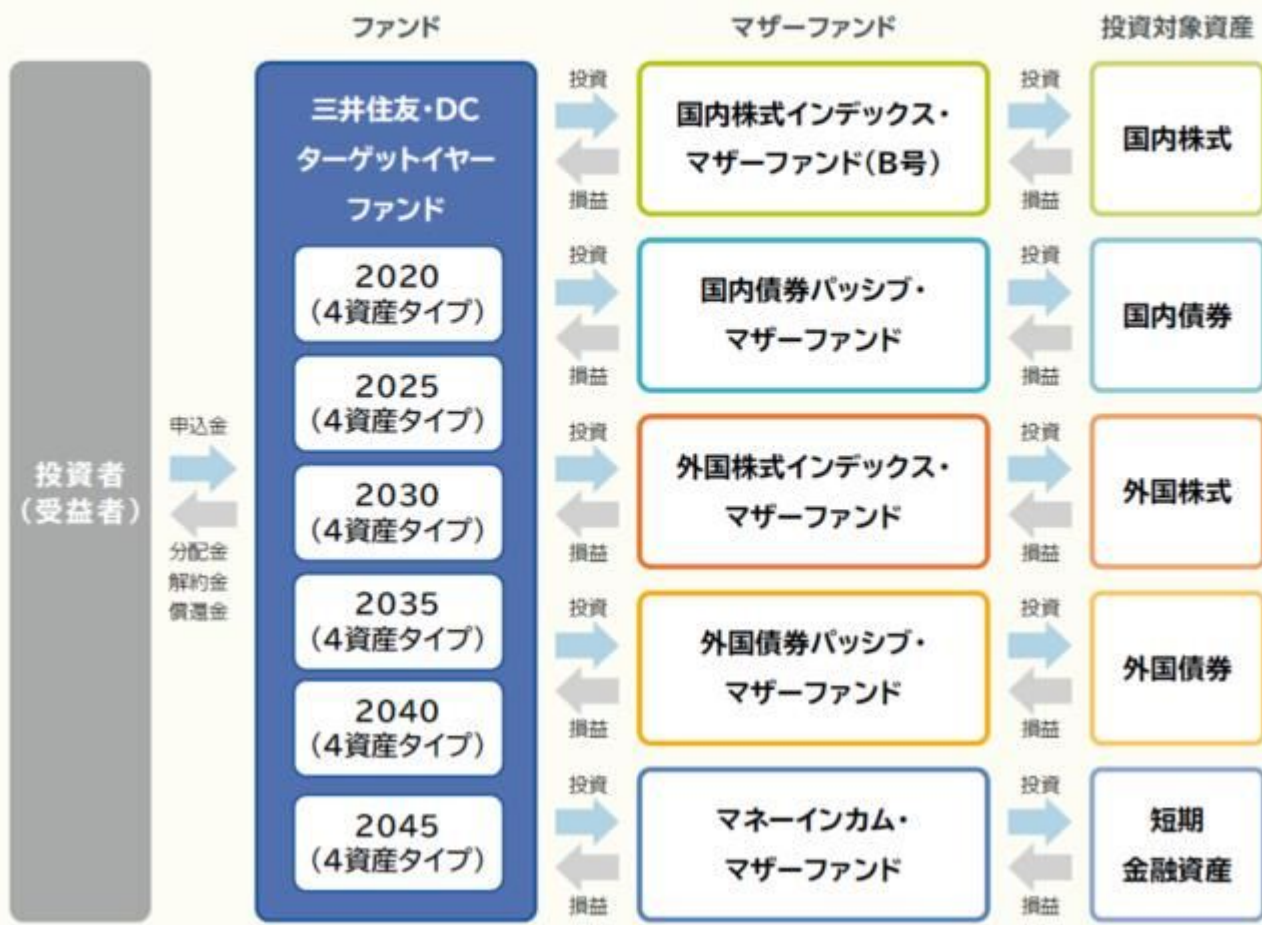 ファンド
マザーファンド
投資対象資産
投資者
(受益者)
申込金
分配金
解約金
償還金
三井住友・DC
ターゲットイヤー
ファンド
2020
(4資産タイプ)
2025
(4資産タイプ)
2030
(4資産タイプ)
2035
(4資産タイプ)
2040
(4資産タイプ)
2045
(4資産タイプ)
投資
損益
国内株式インデックス・
マザーファンド(B号)
投資
損益
国内株式
投資
損益
国内債券パッシブ・
マザーファンド
投資
損益
国内債券
投資
損益
外国株式インデックス・
マザーファンド
投資
損益
外国株式
投資
損益
外国債券パッシブ・
マザーファンド
投資
損益
外国債券
投資
損益
マネーインカム・
マザーファンド
投資
損益
短期
金融資産